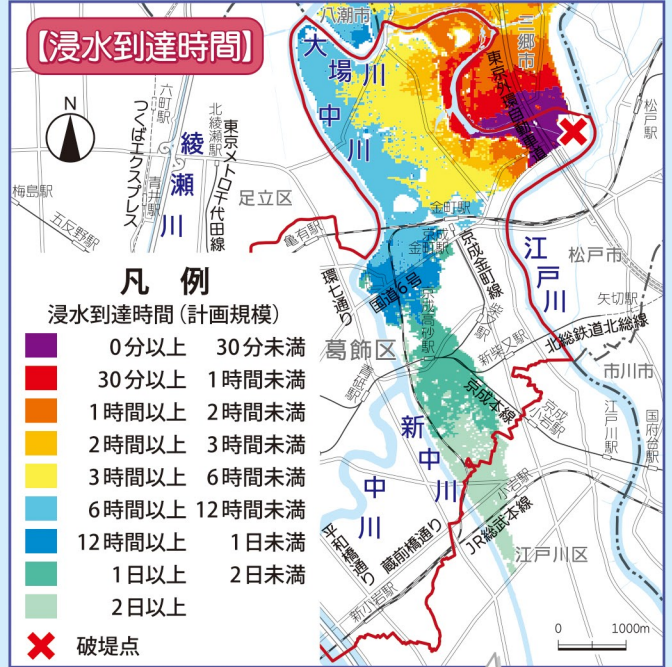 【浸水到達時間】
N
八潮市
三郷市
大場川
中川
東京外環自動車道
松戸駅
六町駅
つくばエクスプレス
青井駅
綾瀬川
北綾瀬駅
東京メトロ千代田線
足立区
梅島駅
五反野駅
亀有駅
金町駅
京成金町駅
京成金町線
江戸川
松戸市
環七通り
国道6号
京成高砂駅
柴又駅
矢切駅
北総鉄道北総線
新柴又駅
葛飾区
青砥駅
京成本線
京成小岩駅
市川市
江戸川駅
国府台駅
新中川
中川
小岩駅
平和橋通り
蔵前橋通り
JR総武本線
江戸川区
新小岩駅
凡 例
浸水到達時間(計画規模)
0分以上 30分未満
30分以上 1時間未満
1時間以上 2時間未満
2時間以上 3時間未満
3時間以上 6時間未満
6時間以上 12時間未満
12時間以上 1日未満
1日以上 2日未満
2日以上
破堤点
0 1000m